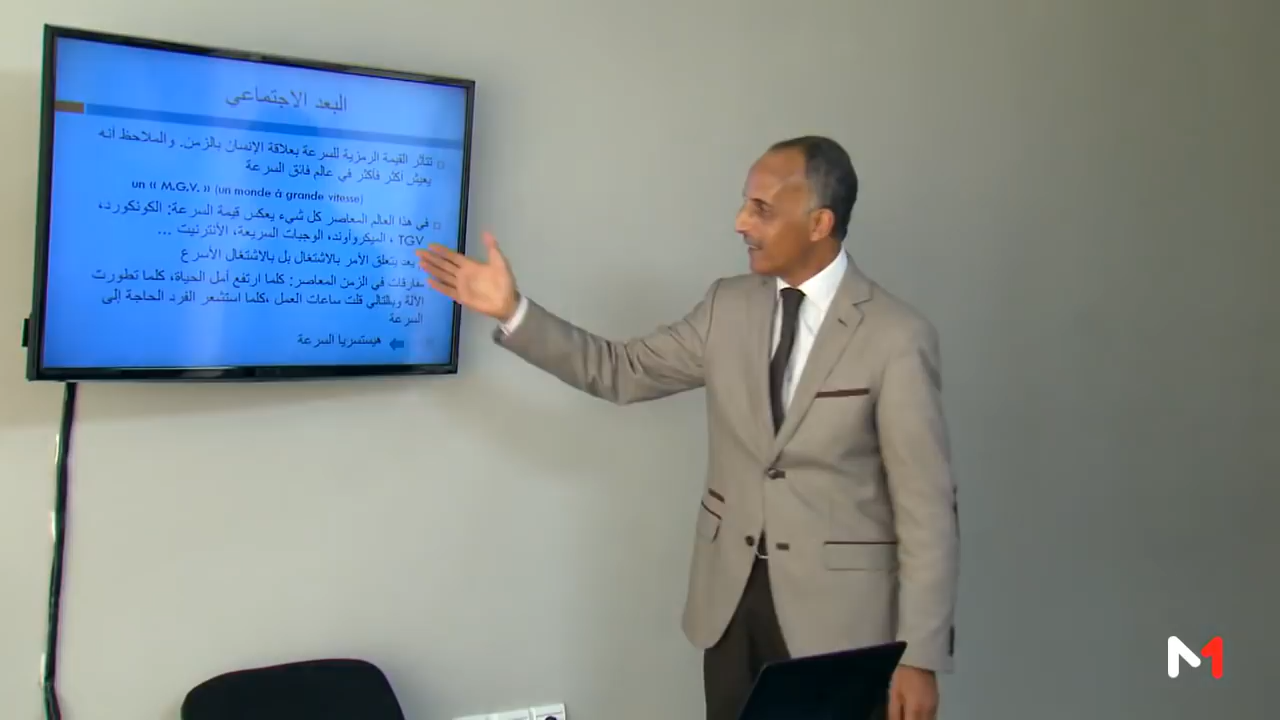 البعد الاجتماعي
تتأثر القيمة الرمزية للسرعة بعلاقة الإنسان بالزمن. والملاحظ أنه
يعيش أكثر فأكثر في عالم فائق السرعة
un « M.G.V. » (un monde à grande vitesse)
في هذا العالم المعاصر كل شيء يعكس قيمة السرعة: الكونكورد،
TGV ، الميكروأوند، الوجبات السريعة، الأنترنيت ...
بعد يتعلق الأمر بالاشتغال بل بالاشتغال الأسرع
مفارقات في الزمن المعاصر: كلما ارتفع أمل الحياة، كلما تطورت
الآلة وبالتالي قلت ساعات العمل ،كلما استشعر الفرد الحاجة إلى
السرعة
هيستسريا السرعة
M1